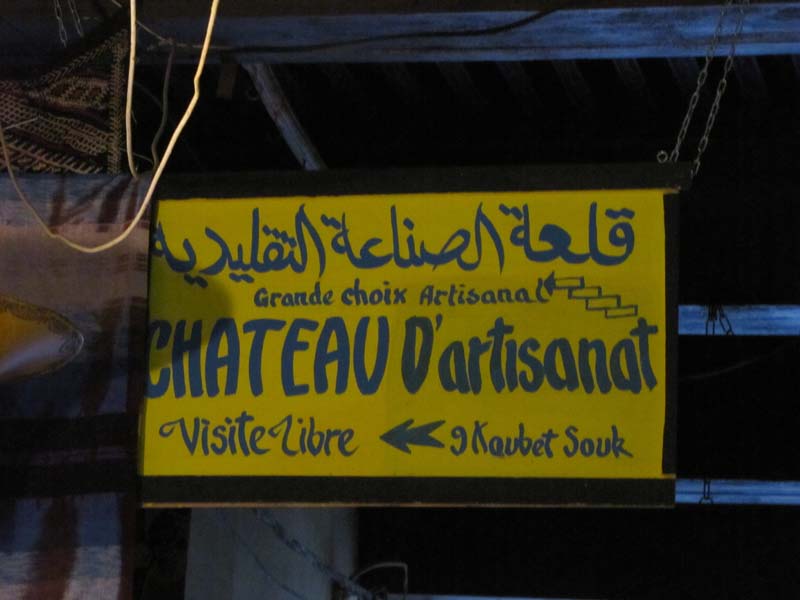 قلعة الصناعة التقليدية
Grande choix Artisanal
CHATEAU D'artisanat
Visite Libre 9 Kaubet Souk